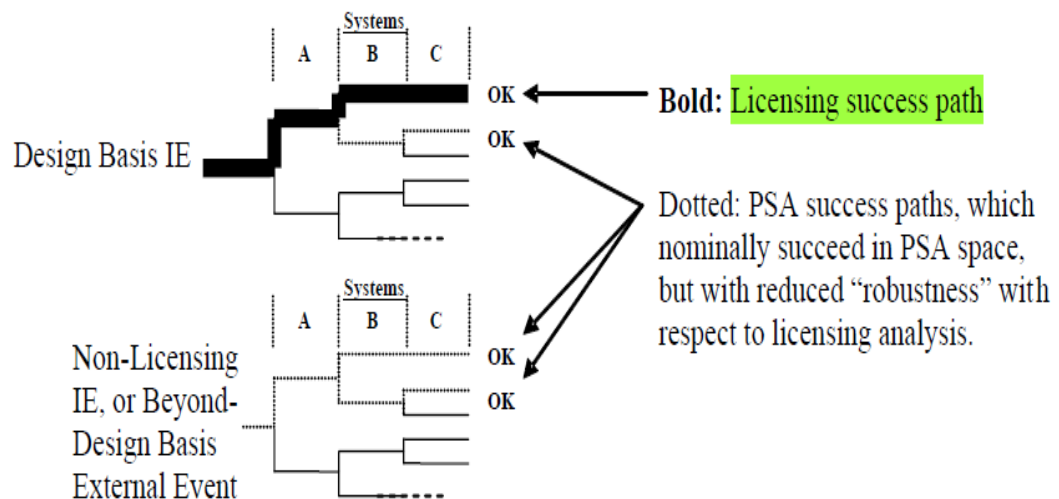 Systems
A B C
OK
Bold: Licensing success path
OK
Design Basis IE
Dotted: PSA success paths, which
nominally succeed in PSA space,
but with reduced “robustness” with
respect to licensing analysis.
Systems
A B C
OK
OK
Non-Licensing
IE, or Beyond-
Design Basis
External Event